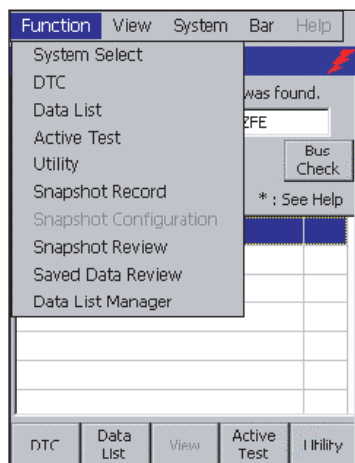 Function View System Bar Help
System Select
DTC
was found.
Data List
2FE
Active Test
Utility
Bus
Check
Snapshot Record
* : See Help
Snapshot Configuration
Snapshot Review
Saved Data Review
Data List Manager
DTC
Data
List
View
Active
Test
Utility